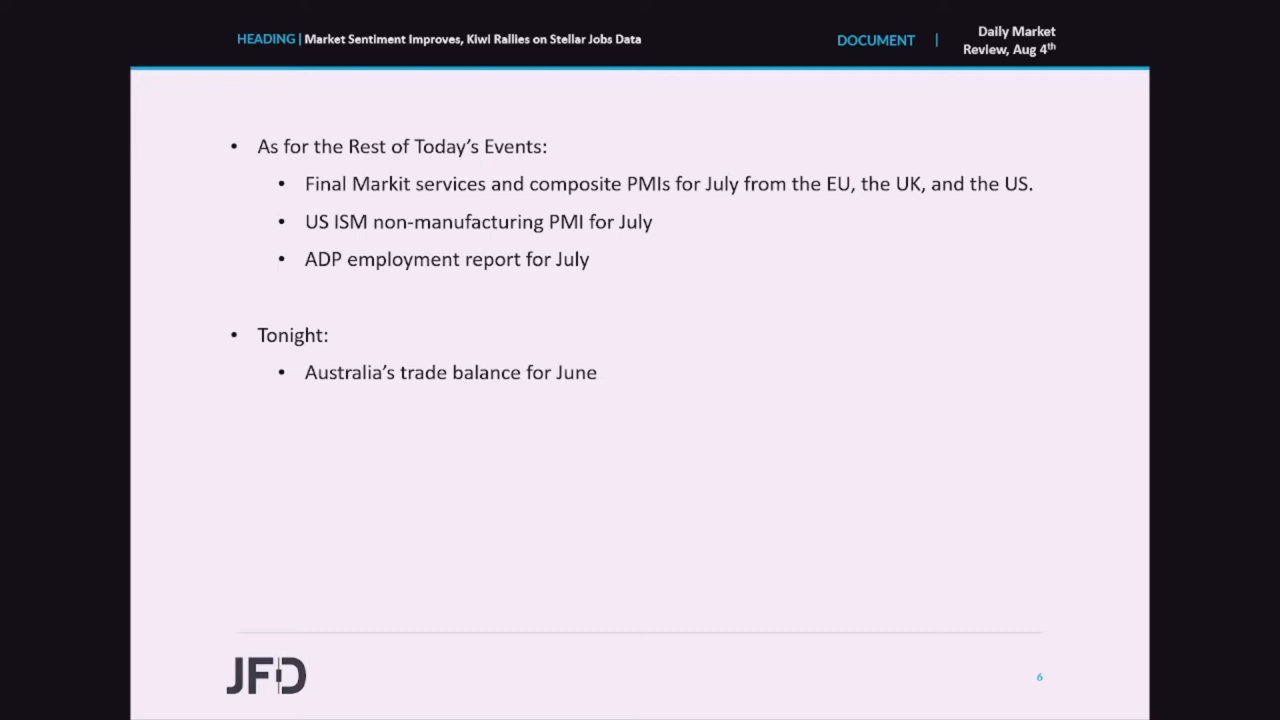 HEADING | Market Sentiment Improves, Kiwi Rallies on Stellar Jobs Data
DOCUMENT |
Daily Market
Review, Aug 4th
• As for the Rest of Today's Events:
• Final Markit services and composite PMIs for July from the EU, the UK, and the US.
• US ISM non-manufacturing PMI for July
• ADP employment report for July
• Tonight:
• Australia's trade balance for June
JFD
6